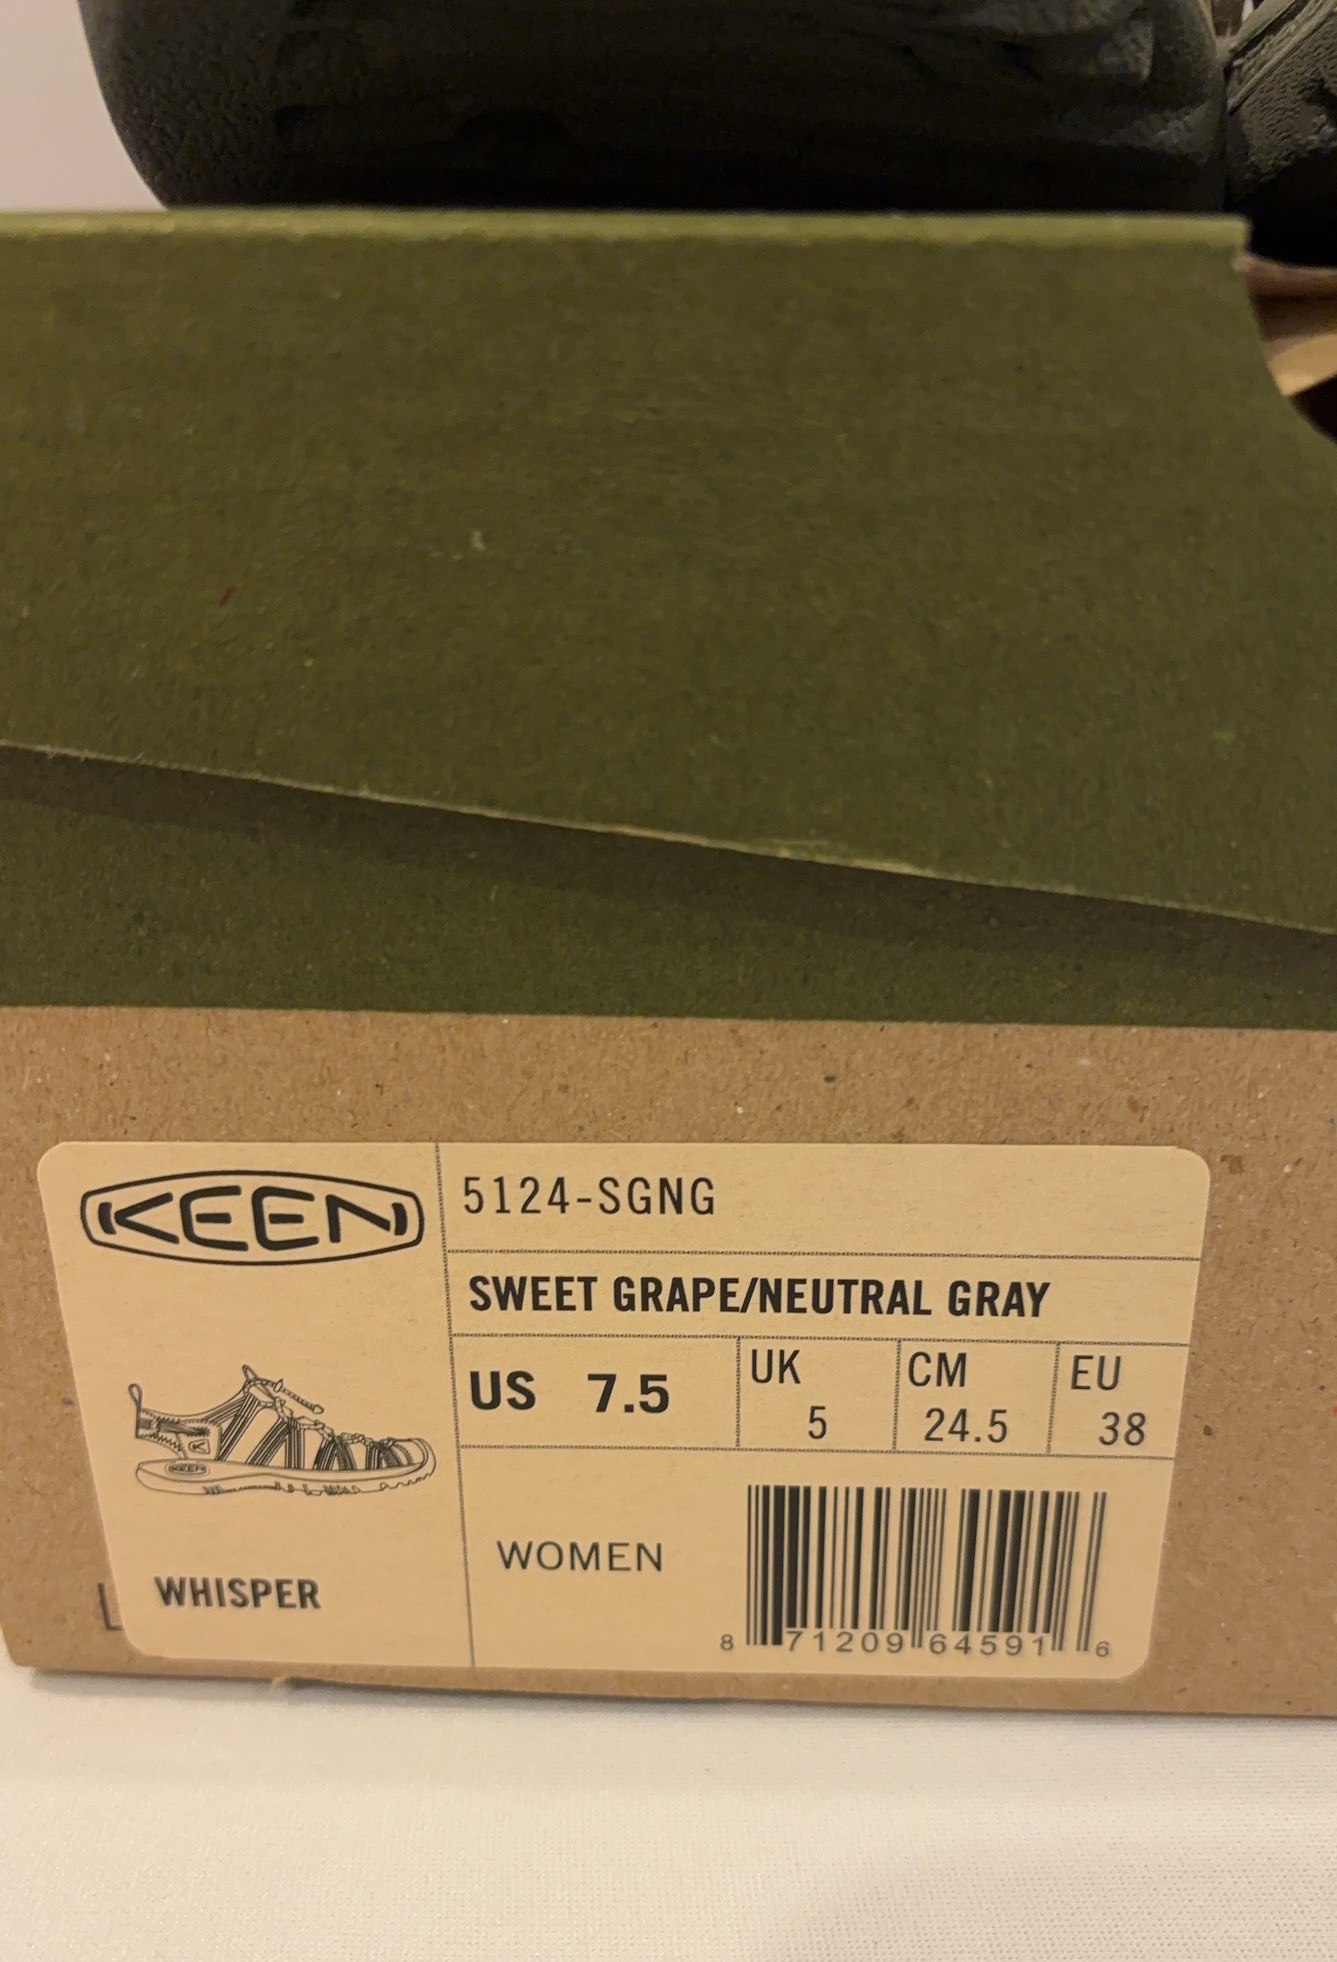 KEEN
5124-SGNG
SWEET GRAPE/NEUTRAL GRAY
US 7.5
UK
5
CM
24.5
EU
38
KEEN
WHISPER
WOMEN
8 71209 64591 6